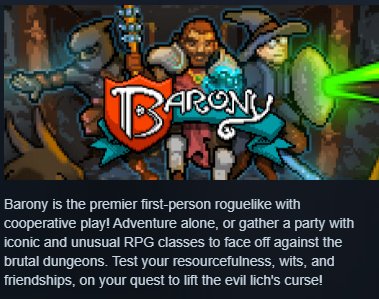 BARONY
Barony is the premier first-person roguelike with
cooperative play! Adventure alone, or gather a party with
iconic and unusual RPG classes to face off against the
brutal dungeons. Test your resourcefulness, wits, and
friendships, on your quest to lift the evil lich's curse!